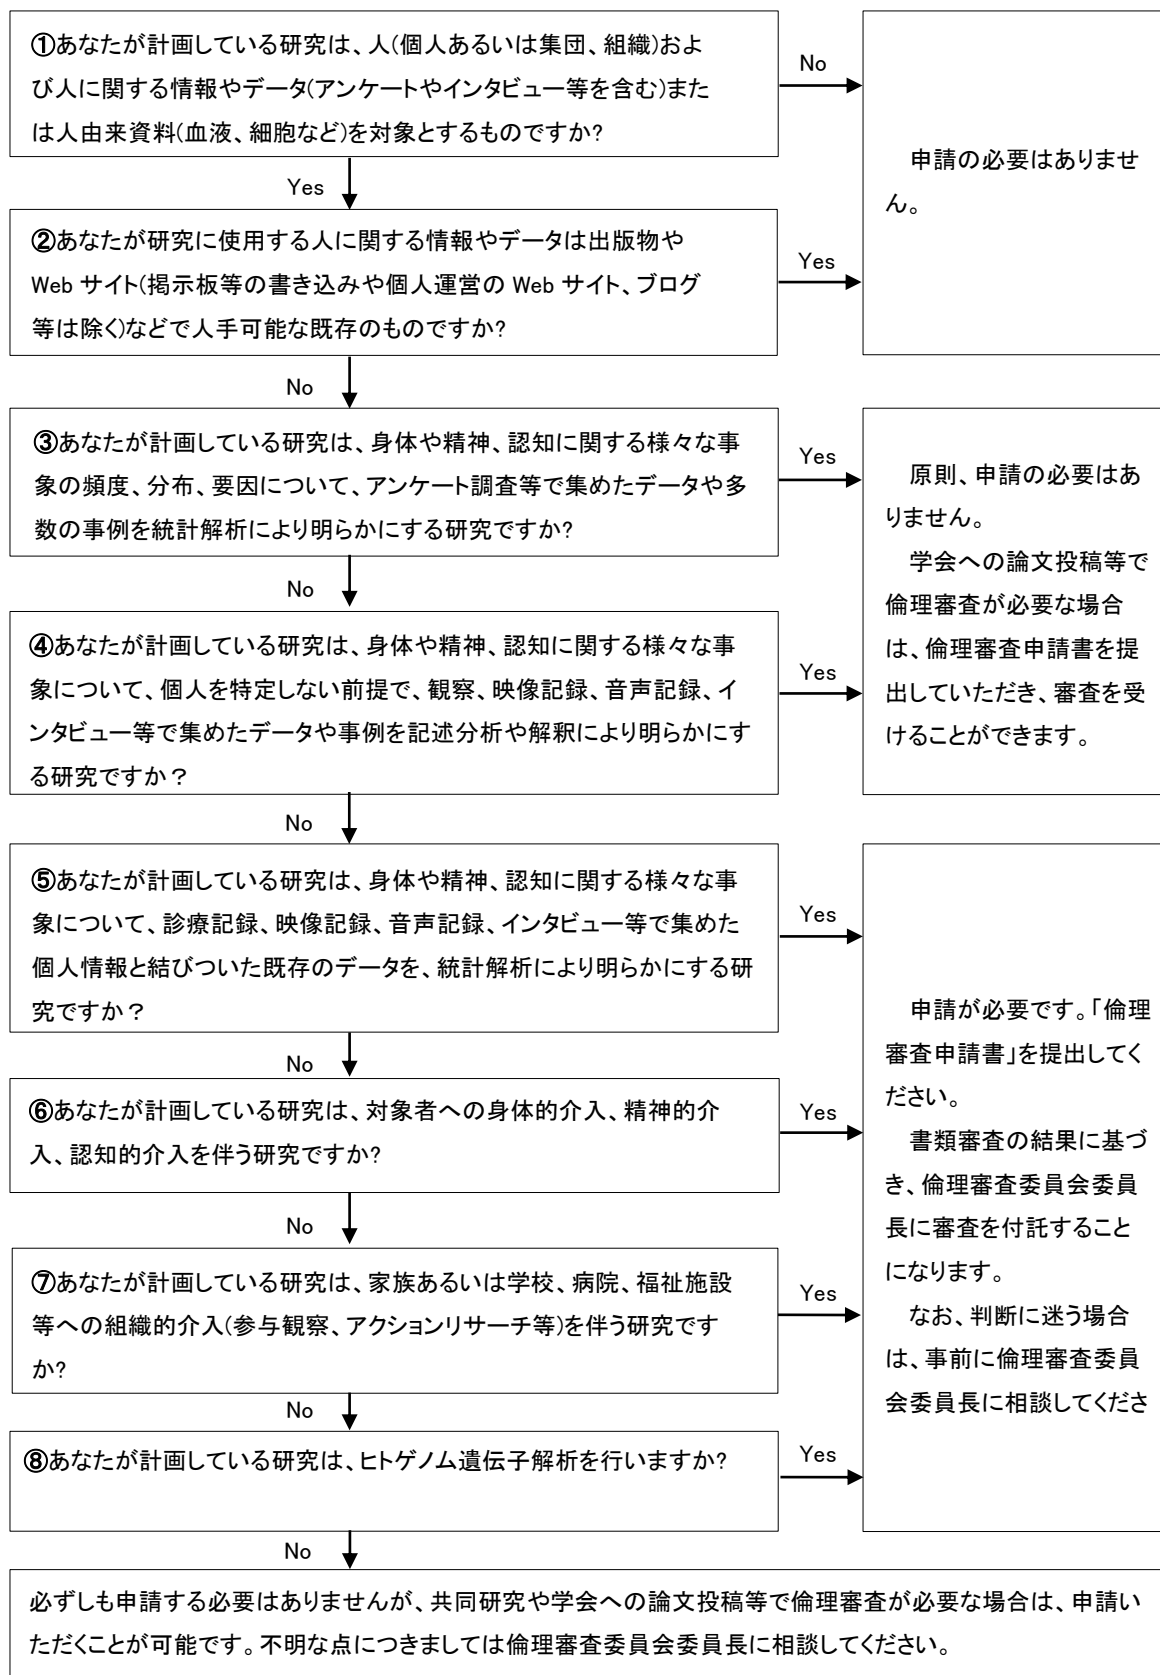 ①あなたが計画している研究は、人(個人あるいは集団、組織)およ
び人に関する情報やデータ(アンケートやインタビュー等を含む)また
は人由来資料(血液、細胞など)を対象とするものですか?
No
申請の必要はありませ
ん。
Yes
②あなたが研究に使用する人に関する情報やデータは出版物や
Web サイト(掲示板等の書き込みや個人運営の Web サイト、ブログ
等は除く)などで人手可能な既存のものですか?
Yes
No
③あなたが計画している研究は、身体や精神、認知に関する様々な事
象の頻度、分布、要因について、アンケート調査等で集めたデータや多
数の事例を統計解析により明らかにする研究ですか?
Yes
原則、申請の必要はあ
りません。
学会への論文投稿等で
倫理審査が必要な場合
は、倫理審査申請書を提
出していただき、審査を受
けることができます。
No
④あなたが計画している研究は、身体や精神、認知に関する様々な事
象について、個人を特定しない前提で、観察、映像記録、音声記録、イ
ンタビュー等で集めたデータや事例を記述分析や解釈により明らかにす
る研究ですか？
Yes
No
⑤あなたが計画している研究は、身体や精神、認知に関する様々な事
象について、診療記録、映像記録、音声記録、インタビュー等で集めた
個人情報と結びついた既存のデータを、統計解析により明らかにする研
究ですか？
Yes
申請が必要です。「倫理
審査申請書」を提出してく
ださい。
書類審査の結果に基づ
き、倫理審査委員会委員
長に審査を付託すること
になります。
なお、判断に迷う場合
は、事前に倫理審査委員
会委員長に相談してくださ
No
⑥あなたが計画している研究は、対象者への身体的介入、精神的介
入、認知的介入を伴う研究ですか?
Yes
No
⑦あなたが計画している研究は、家族あるいは学校、病院、福祉施設
等への組織的介入(参与観察、アクションリサーチ等)を伴う研究です
か?
Yes
No
⑧あなたが計画している研究は、ヒトゲノム遺伝子解析を行いますか?
Yes
No
必ずしも申請する必要はありませんが、共同研究や学会への論文投稿等で倫理審査が必要な場合は、申請い
ただくことが可能です。不明な点につきましては倫理審査委員会委員長に相談してください。